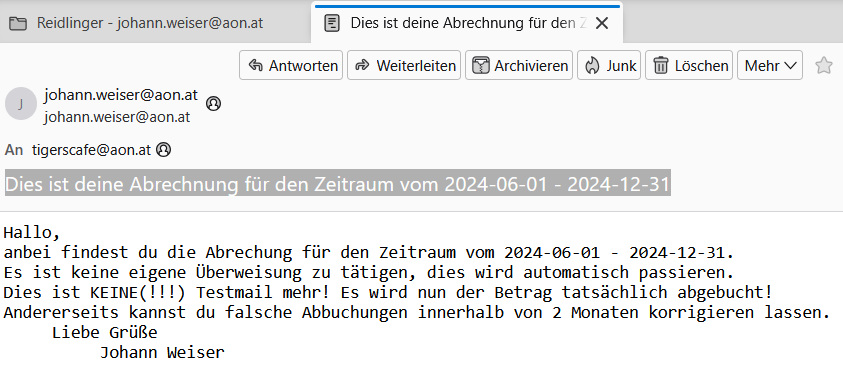 Reidlinger - johann.weiser@aon.at
Dies ist deine Abrechnung für den Z
Antworten
Weiterleiten
Archivieren
Junk
Löschen
Mehr
J
johann.weiser@aon.at
johann.weiser@aon.at
An tigerscafe@aon.at
Dies ist deine Abrechnung für den Zeitraum vom 2024-06-01 - 2024-12-31
Hallo,
anbei findest du die Abrechung für den Zeitraum vom 2024-06-01 - 2024-12-31.
Es ist keine eigene Überweisung zu tätigen, dies wird automatisch passieren.
Dies ist KEINE(!!!) Testmail mehr! Es wird nun der Betrag tatsächlich abgebucht!
Andererseits kannst du falsche Abbuchungen innerhalb von 2 Monaten korrigieren lassen.
Liebe Grüße
Johann Weiser